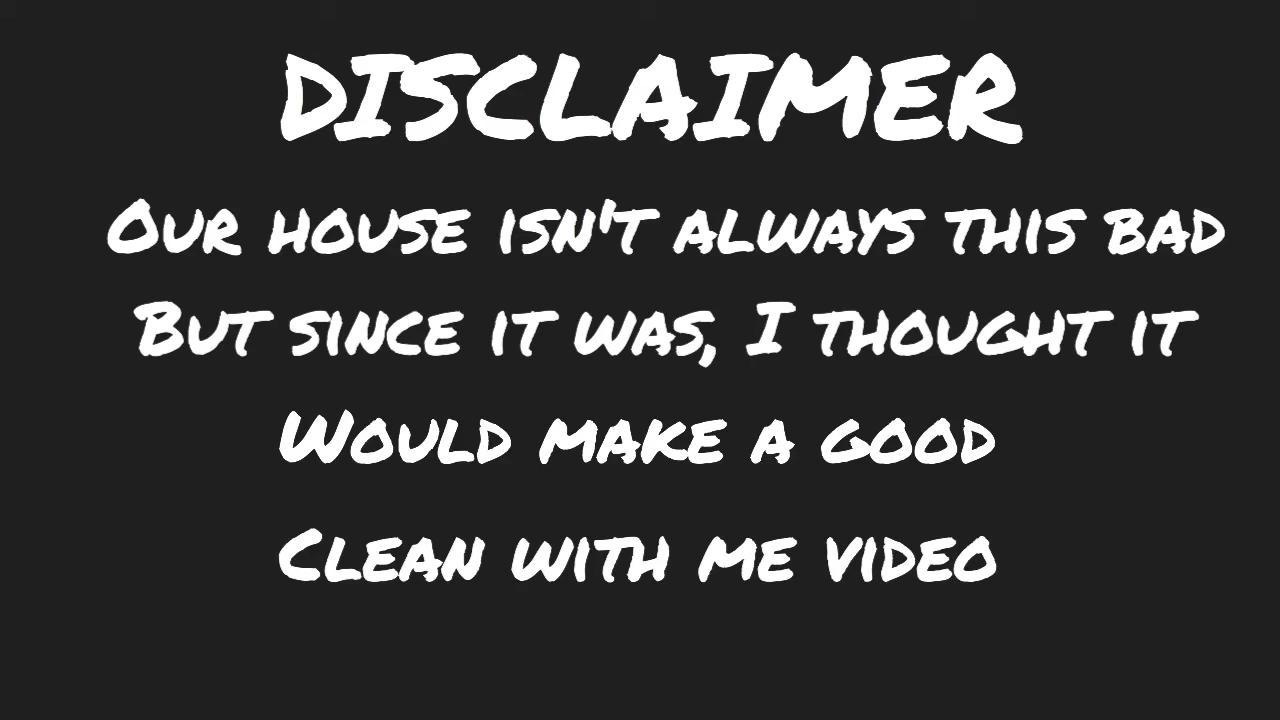 DISCLAIMER
Our house isn't always this bad
But since it was, I thought it
Would make a good
Clean with me video